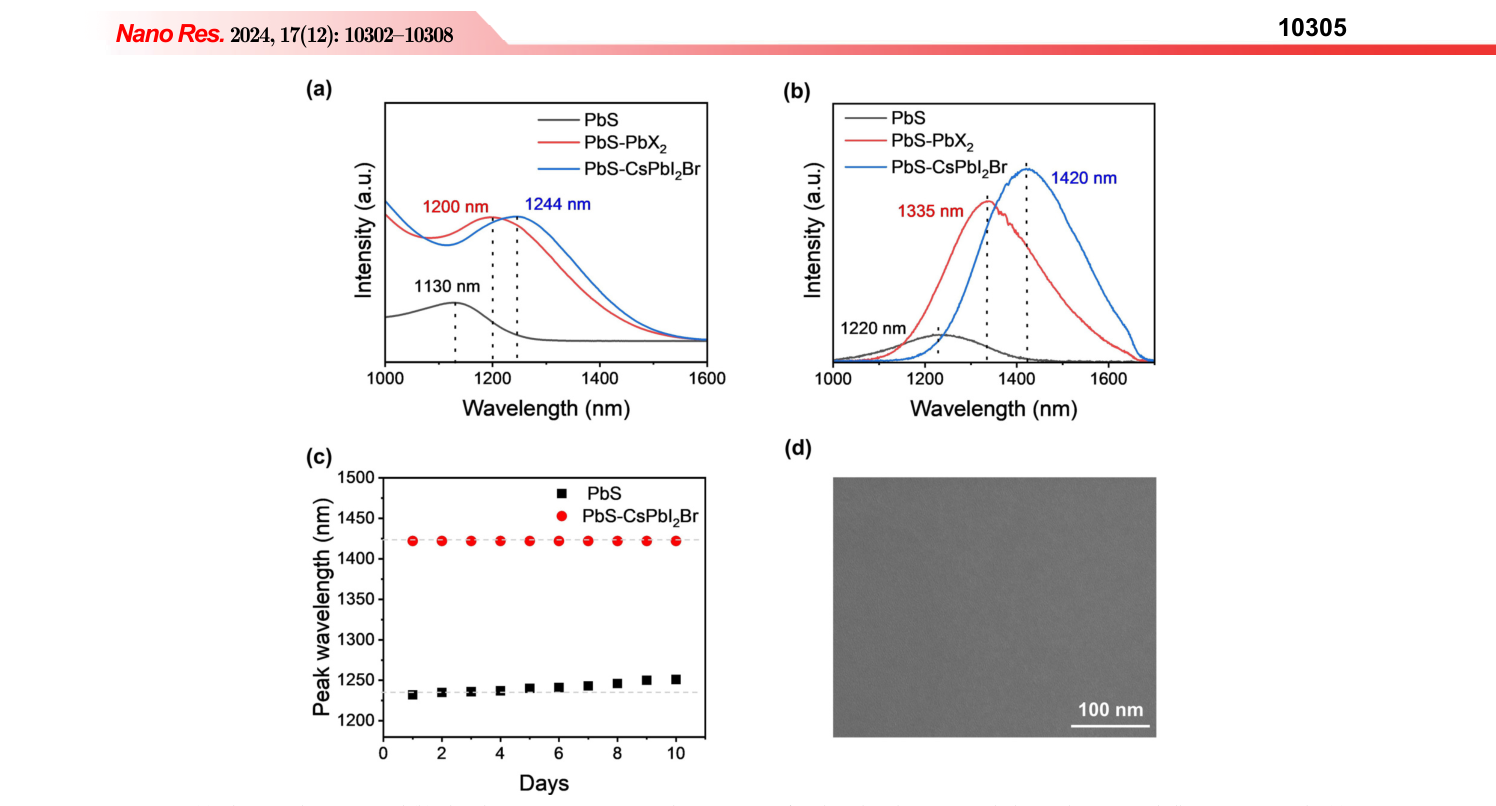 Nano Res. 2024, 17(12): 10302–10308
10305
(a)
PbS
PbS-PbX₂
PbS-CsPbI₂Br
1200 nm
1244 nm
1130 nm
Intensity (a.u.)
1000 1200 1400 1600
Wavelength (nm)
(b)
PbS
PbS-PbX₂
PbS-CsPbI₂Br
1420 nm
1335 nm
1220 nm
Intensity (a.u.)
1000 1200 1400 1600
Wavelength (nm)
(c)
PbS
PbS-CsPbI₂Br
1500
1450
1400
1350
1300
1250
1200
Peak wavelength (nm)
0 2 4 6 8 10
Days
(d)
100 nm